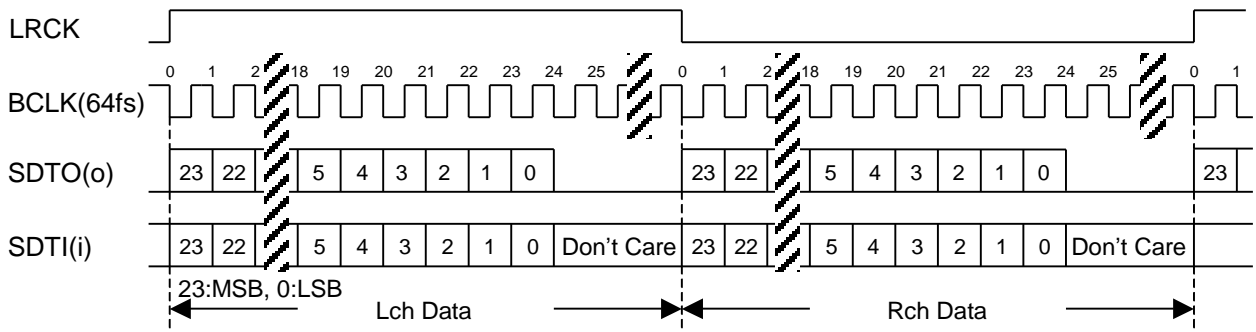 LRCK
0 1 2 18 19 20 21 22 23 24 25 0 1 2 18 19 20 21 22 23 24 25 0 1
BCLK(64fs)
SDTO(o) 23 22 5 4 3 2 1 0 23 22 5 4 3 2 1 0 23
SDTI(i) 23 22 5 4 3 2 1 0 Don't Care 23 22 5 4 3 2 1 0 Don't Care
23:MSB, 0:LSB
Lch Data Rch Data